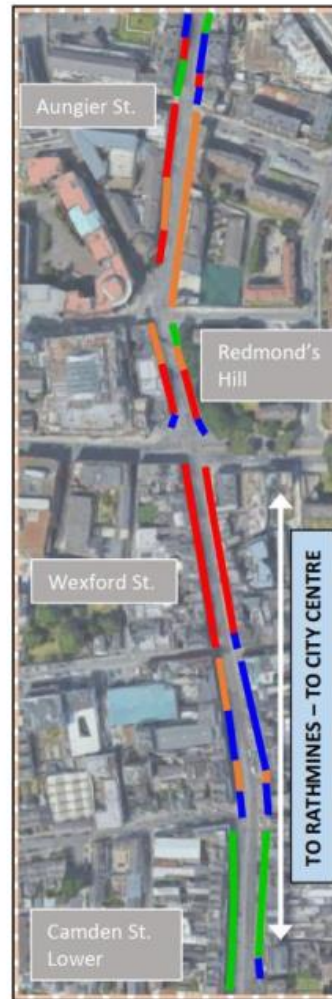 Aungier St.
Redmond's
Hill
Wexford St.
TO RATHMINES – TO CITY CENTRE
Camden St.
Lower